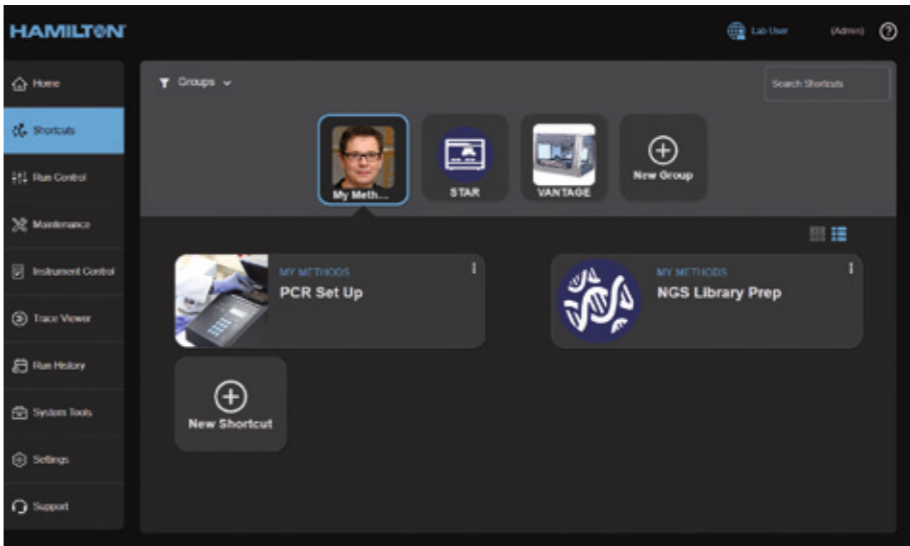 HAMILTON
Lab User (Admin)
Home
Shortcuts
Run Control
Maintenance
Instrument Control
Trace Viewer
Run History
System Tools
Settings
Support
Groups
Search Shortcuts
My Meth...
STAR
VANTAGE
New Group
MY METHODS
PCR Set Up
MY METHODS
NGS Library Prep
New Shortcut